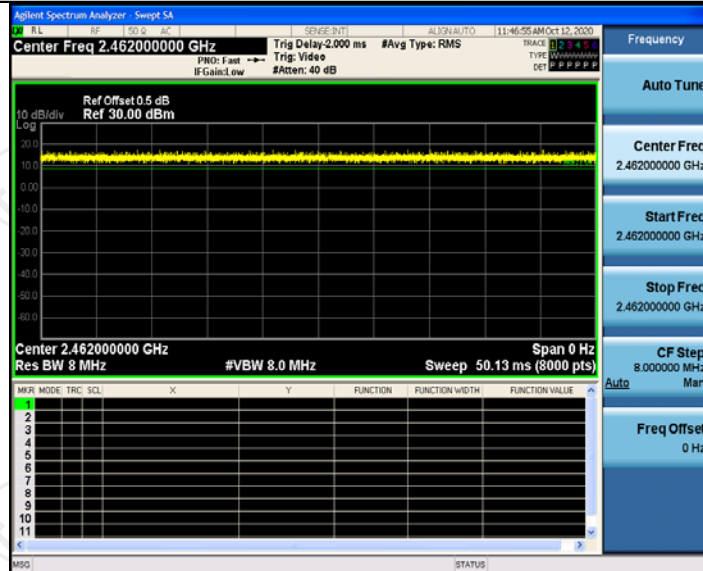 Agilent Spectrum Analyzer - Swept SA
RL RF 50 Ω AC SENSE:INT ALIGN AUTO 11:46:55 AM Oct 12, 2020
Center Freq 2.462000000 GHz
PNO: Fast
IFGain:Low
Trig Delay-2.000 ms
Trig: Video
#Atten: 40 dB
#Avg Type: RMS
TRACE 1 2 3 4 5 6
TYPE
DET P P P P P P
Frequency
Auto Tune
Center Freq
2.462000000 GHz
Start Freq
2.462000000 GHz
Stop Freq
2.462000000 GHz
CF Step
8.000000 MHz
Auto Man
Freq Offset
0 Hz
Ref Offset 0.5 dB
10 dB/div Ref 30.00 dBm
Log
20.0
10.0
0.00
-10.0
-20.0
-30.0
-40.0
-50.0
-60.0
Center 2.462000000 GHz Span 0 Hz
Res BW 8 MHz #VBW 8.0 MHz Sweep 50.13 ms (8000 pts)
MKR MODE TRC SCL X Y FUNCTION FUNCTION WIDTH FUNCTION VALUE
1
2
3
4
5
6
7
8
9
10
11
MSG STATUS